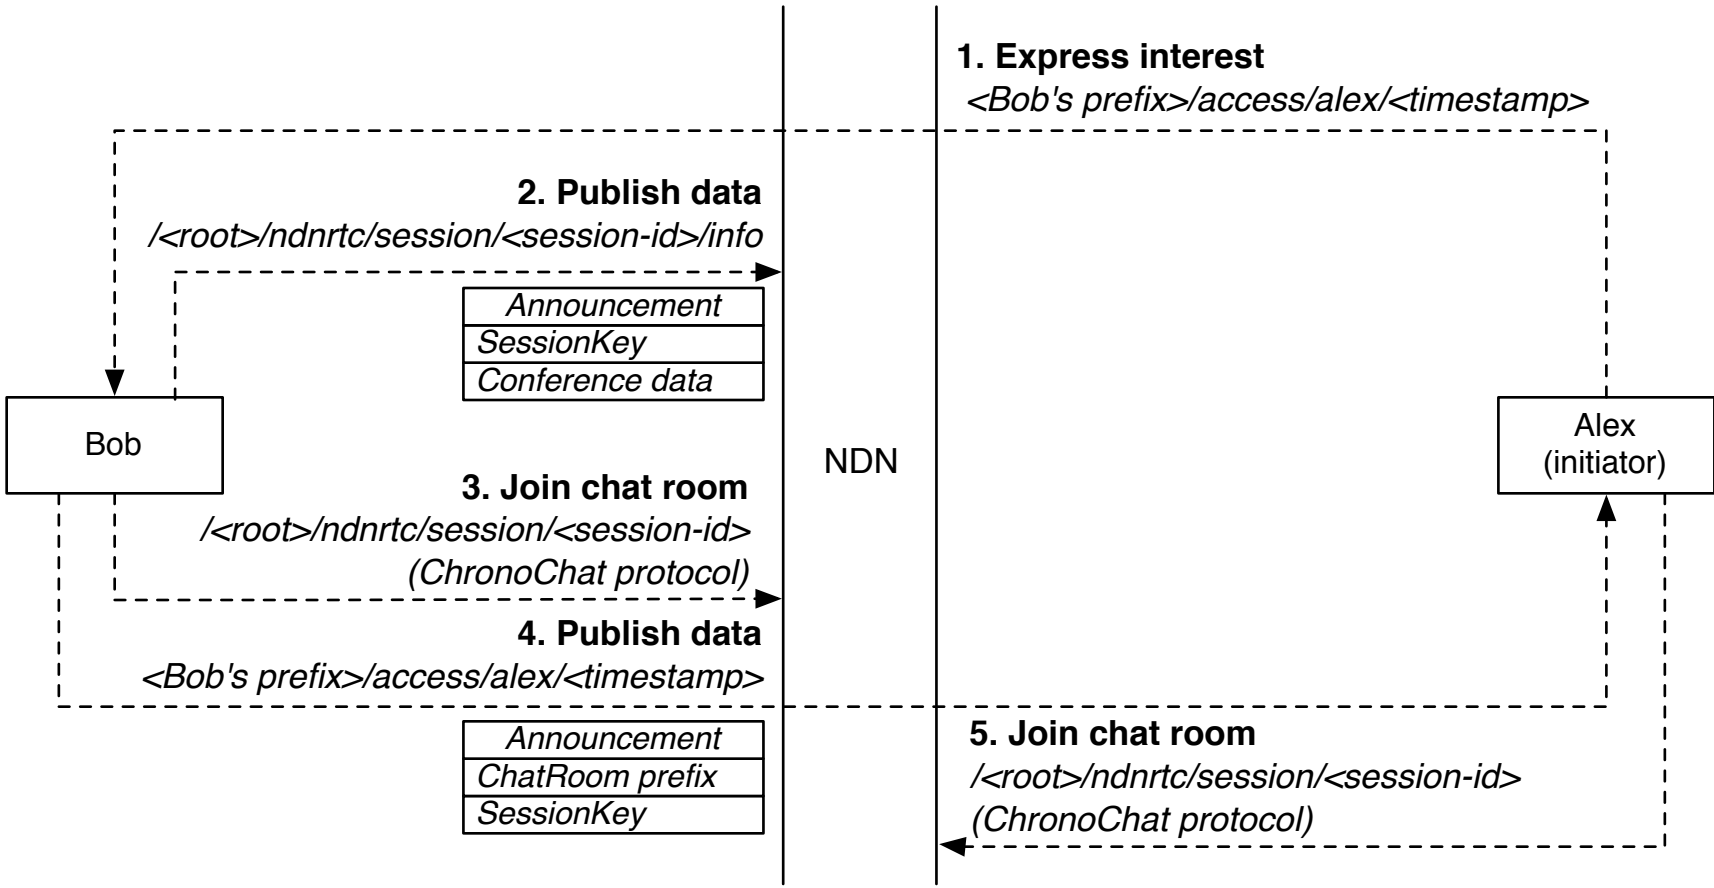 1. Express interest
<Bob's prefix>/access/alex/<timestamp>
2. Publish data
/<root>/ndnrtc/session/<session-id>/info
Announcement
SessionKey
Conference data
Bob
NDN
Alex
(initiator)
3. Join chat room
/<root>/ndnrtc/session/<session-id>
(ChronoChat protocol)
4. Publish data
<Bob's prefix>/access/alex/<timestamp>
Announcement
ChatRoom prefix
SessionKey
5. Join chat room
/<root>/ndnrtc/session/<session-id>
(ChronoChat protocol)